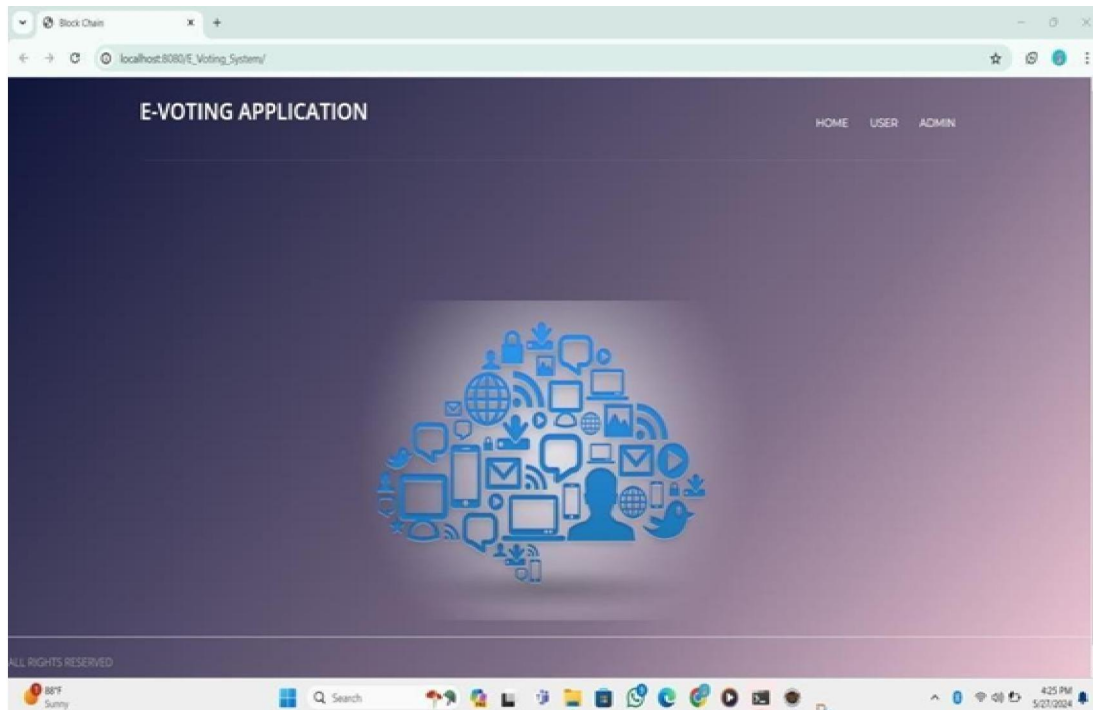 Block Chain
localhost:8080/E_Voting_System/
E-VOTING APPLICATION
HOME USER ADMIN
ALL RIGHTS RESERVED
1
88°F
Sunny
Search
4:25 PM
5/27/2024